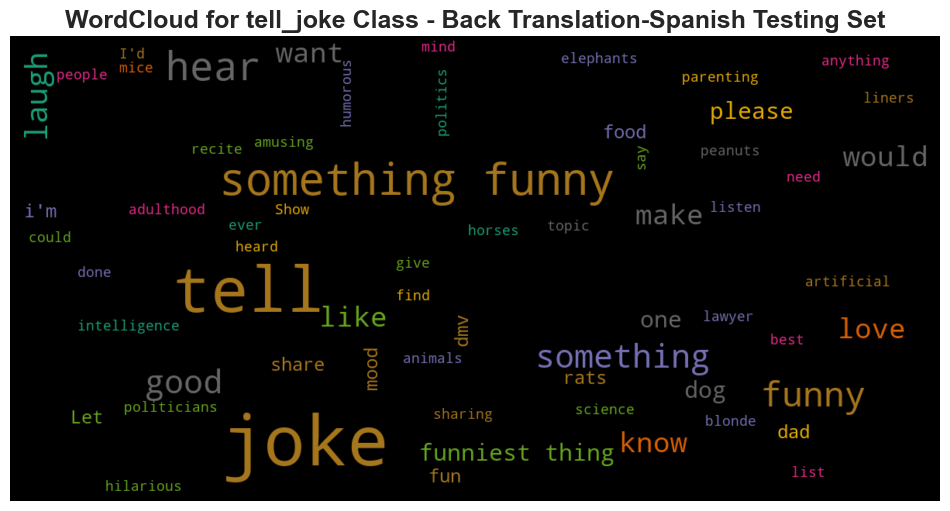 WordCloud for tell_joke Class - Back Translation-Spanish Testing Set
laugh
people
I'd
mice
hear
want
humorous
mind
politics
elephants
parenting
anything
liners
please
recite
amusing
something funny
food
say
peanuts
would
need
i'm
adulthood
Show
ever
could
heard
horses
topic
make
listen
done
tell
give
find
artificial
intelligence
like
dmv
one
lawyer
love
best
good
share
mood
animals
something
rats
dog
funny
Let
politicians
joke
sharing
science
blonde
dad
funniest thing
know
fun
list
hilarious